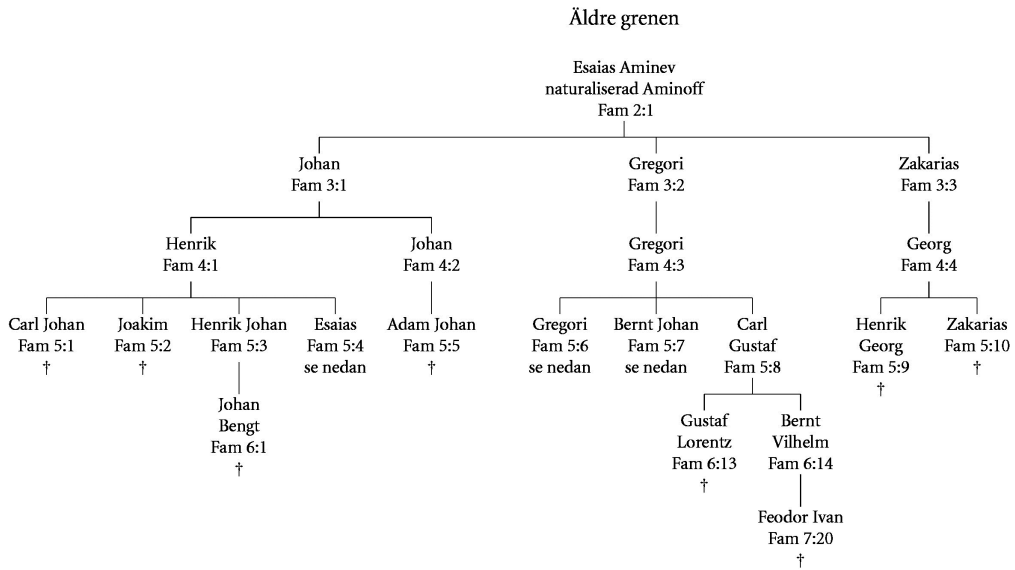 Äldre grenen
Esaias Aminev
naturaliserad Aminoff
Fam 2:1
Johan
Fam 3:1
Gregori
Fam 3:2
Zakarias
Fam 3:3
Henrik
Fam 4:1
Johan
Fam 4:2
Gregori
Fam 4:3
Georg
Fam 4:4
Carl Johan
Fam 5:1
†
Joakim
Fam 5:2
†
Henrik Johan
Fam 5:3
Esaias
Fam 5:4
se nedan
Adam Johan
Fam 5:5
†
Gregori
Fam 5:6
se nedan
Bernt Johan
Fam 5:7
se nedan
Carl
Gustaf
Fam 5:8
Henrik
Georg
Fam 5:9
†
Zakarias
Fam 5:10
†
Johan
Bengt
Fam 6:1
†
Gustaf
Lorentz
Fam 6:13
†
Bernt
Vilhelm
Fam 6:14
Feodor Ivan
Fam 7:20
†